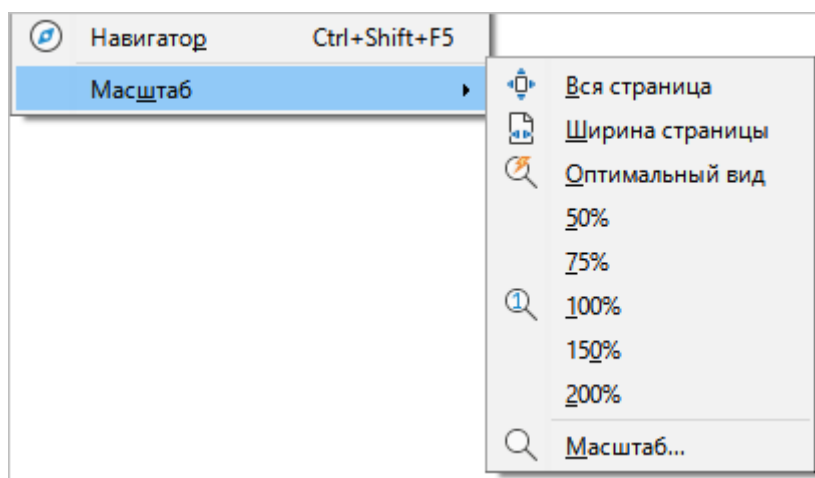 Навигатор Ctrl+Shift+F5
Масштаб
Вся страница
Ширина страницы
Оптимальный вид
50%
75%
100%
150%
200%
Масштаб...